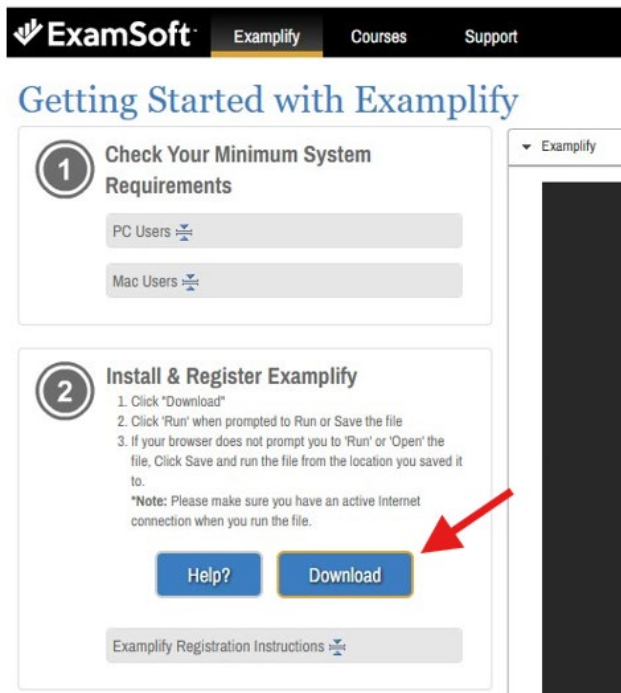 ExamSoft Examplify Courses Support
Getting Started with Examplify
1
Check Your Minimum System
Requirements
PC Users
Mac Users
Examplify
2
Install & Register Examplify
1. Click "Download"
2. Click 'Run' when prompted to Run or Save the file
3. If your browser does not prompt you to 'Run' or 'Open' the
file, Click Save and run the file from the location you saved it
to.
*Note: Please make sure you have an active Internet
connection when you run the file.
Help? Download
Examplify Registration Instructions